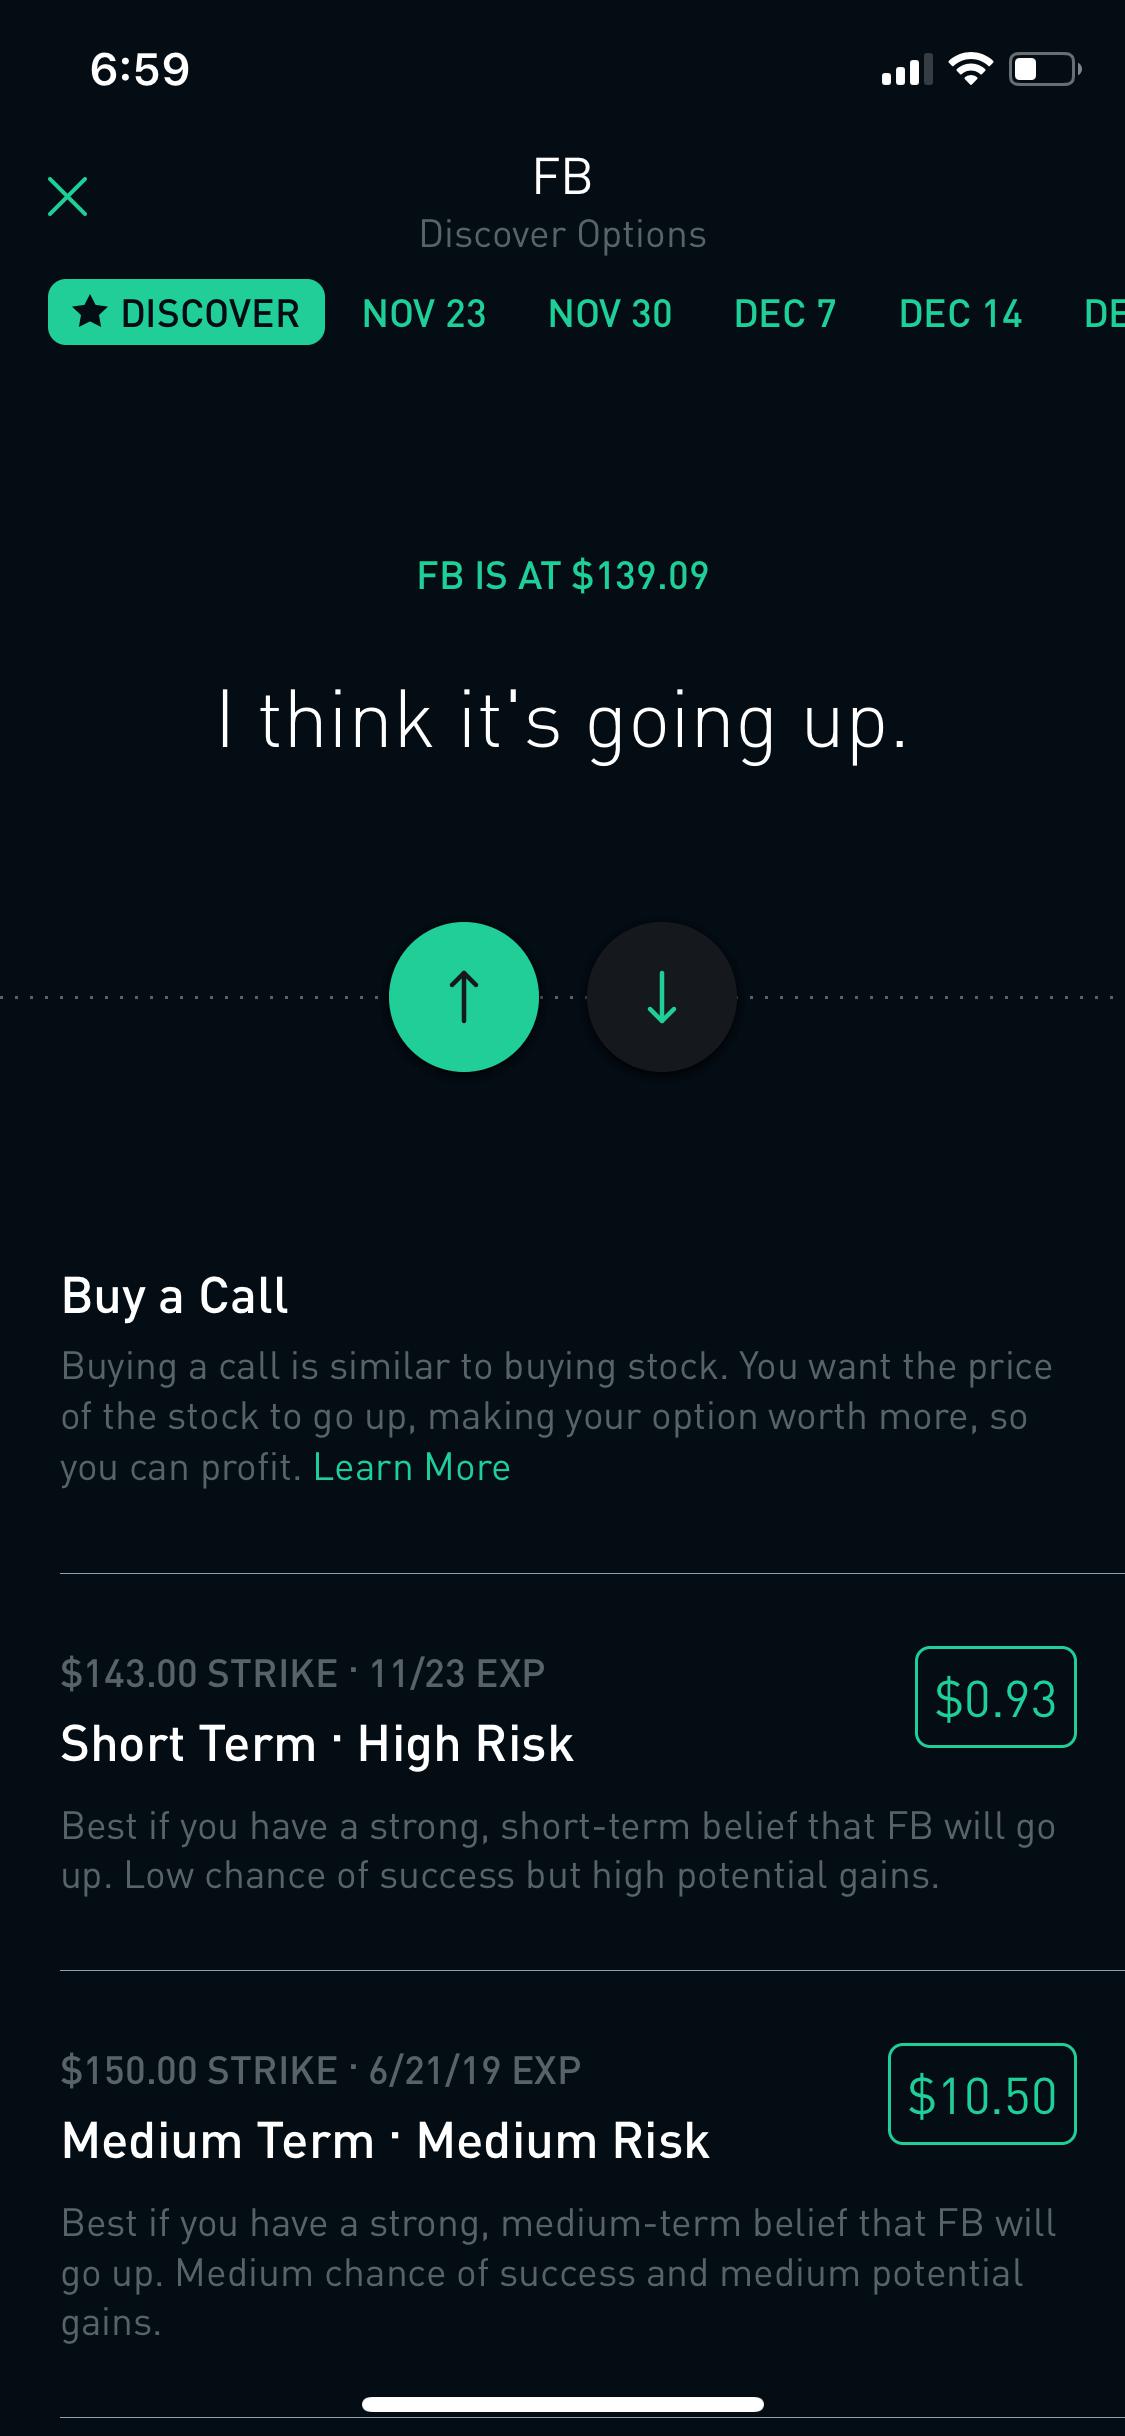 6:59
FB
Discover Options
DISCOVER NOV 23 NOV 30 DEC 7 DEC 14 DE
FB IS AT $139.09
I think it's going up.
Buy a Call
Buying a call is similar to buying stock. You want the price
of the stock to go up, making your option worth more, so
you can profit. Learn More
$143.00 STRIKE · 11/23 EXP
$0.93
Short Term · High Risk
Best if you have a strong, short-term belief that FB will go
up. Low chance of success but high potential gains.
$150.00 STRIKE · 6/21/19 EXP
$10.50
Medium Term · Medium Risk
Best if you have a strong, medium-term belief that FB will
go up. Medium chance of success and medium potential
gains.